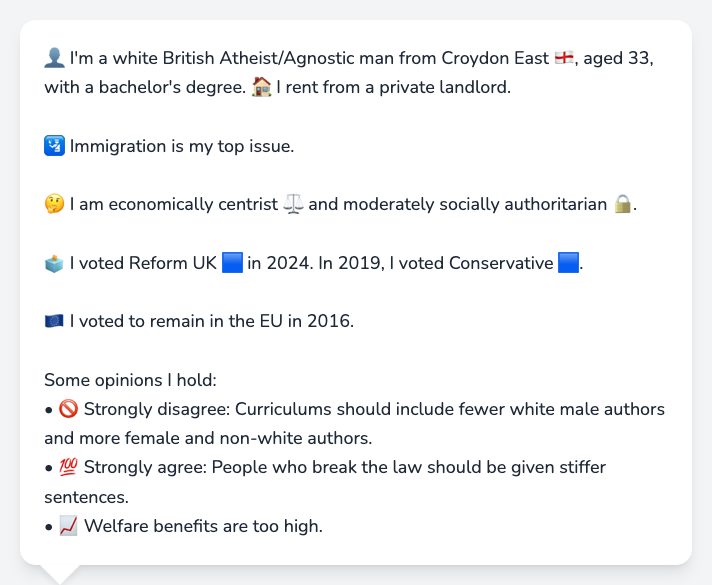 👤 I'm a white British Atheist/Agnostic man from Croydon East 🏴󠁧󠁢󠁥󠁮󠁧󠁿, aged 33,
with a bachelor's degree. 🏠 I rent from a private landlord.
🛂 Immigration is my top issue.
🤔 I am economically centrist ⚖️ and moderately socially authoritarian 🔒.
🗳️ I voted Reform UK 🟦 in 2024. In 2019, I voted Conservative 🟦.
🇪🇺 I voted to remain in the EU in 2016.
Some opinions I hold:
• 🚫 Strongly disagree: Curriculums should include fewer white male authors
and more female and non-white authors.
• 💯 Strongly agree: People who break the law should be given stiffer
sentences.
• 📈 Welfare benefits are too high.